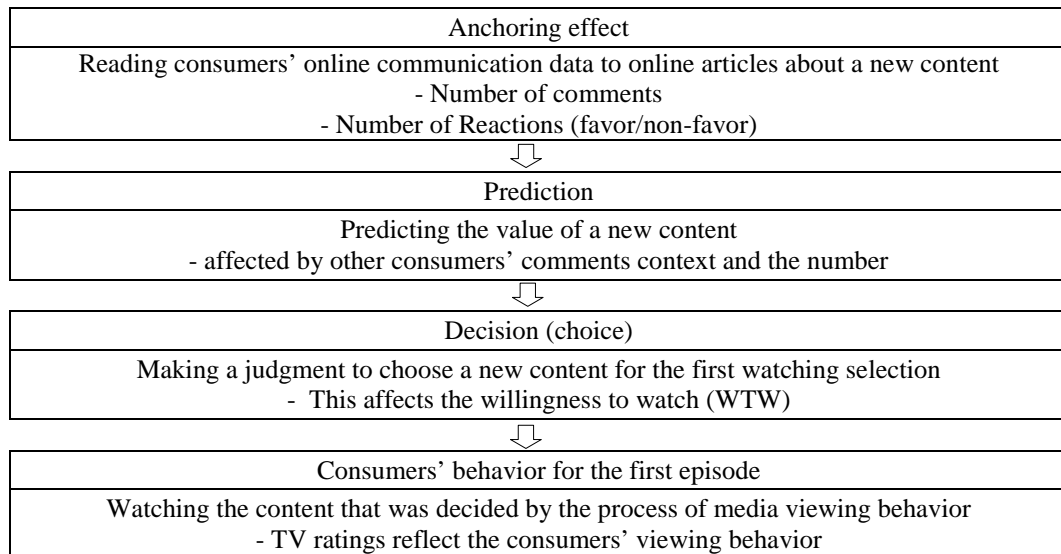 Anchoring effect
Reading consumers’ online communication data to online articles about a new content
- Number of comments
- Number of Reactions (favor/non-favor)
Prediction
Predicting the value of a new content
- affected by other consumers’ comments context and the number
Decision (choice)
Making a judgment to choose a new content for the first watching selection
- This affects the willingness to watch (WTW)
Consumers’ behavior for the first episode
Watching the content that was decided by the process of media viewing behavior
- TV ratings reflect the consumers’ viewing behavior